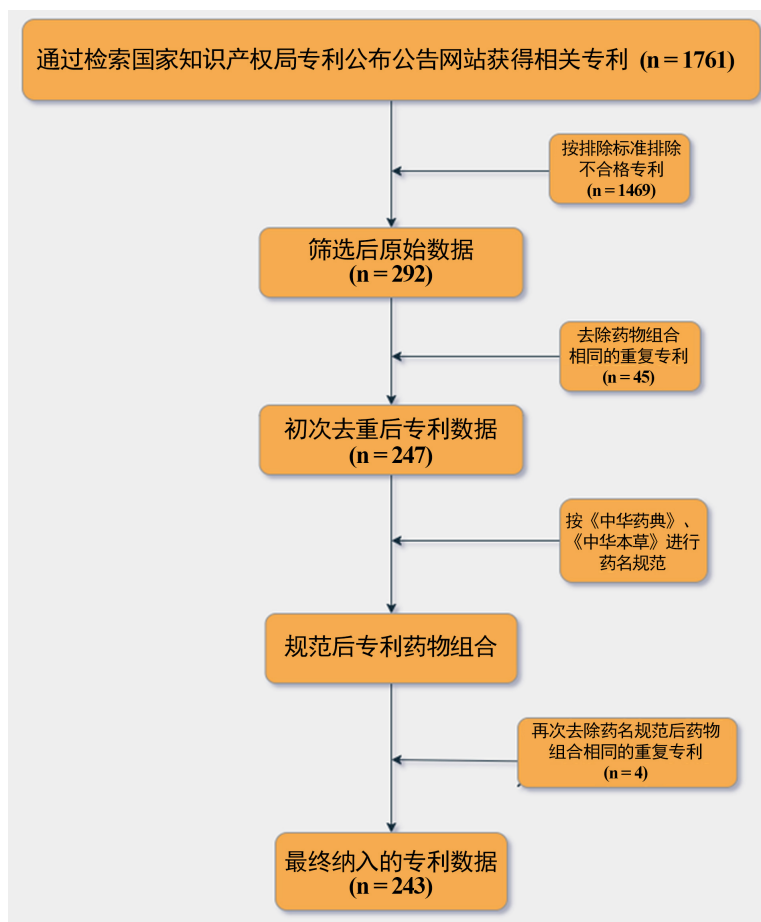 通过检索国家知识产权局专利公布公告网站获得相关专利 (n = 1761)
按排除标准排除
不合格专利
(n = 1469)
筛选后原始数据
(n = 292)
去除药物组合
相同的重复专利
(n = 45)
初次去重后专利数据
(n = 247)
按《中华药典》、
《中华本草》进行
药名规范
规范后专利药物组合
再次去除药名规范后药物
组合相同的重复专利
(n = 4)
最终纳入的专利数据
(n = 243)